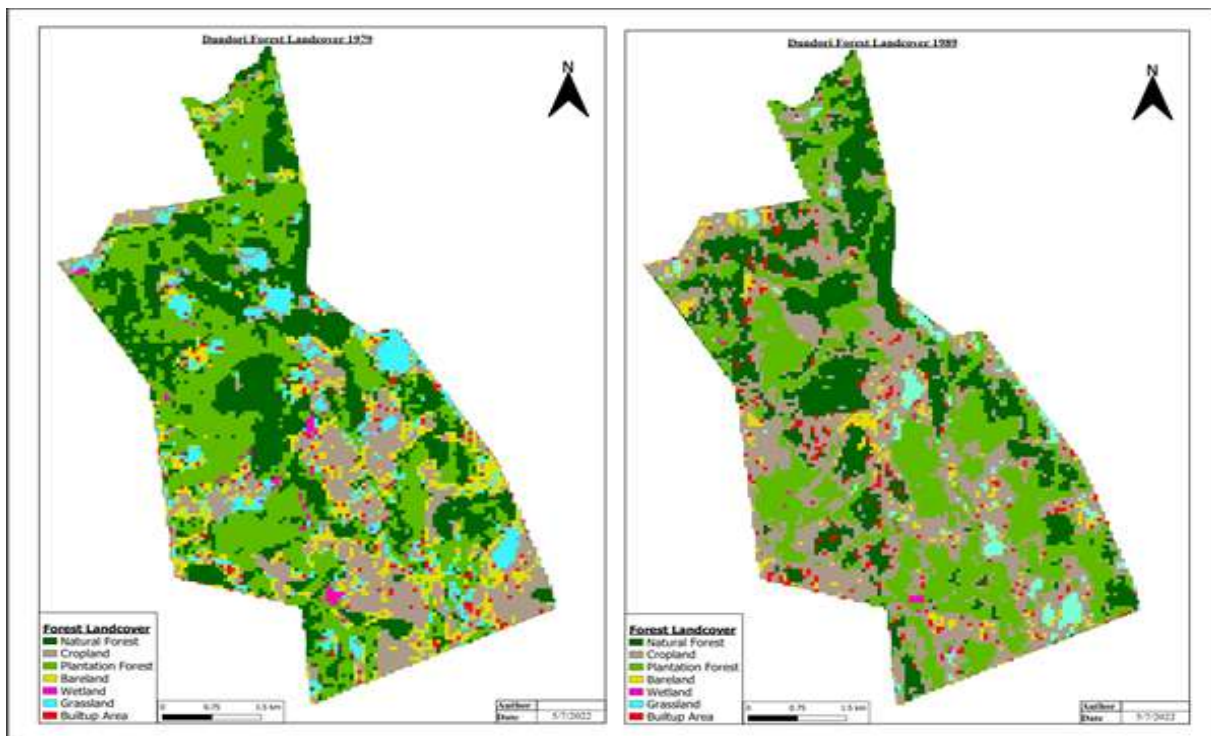 Dundori Forest Landcover 1979
N
Forest Landcover
Natural Forest
Cropland
Plantation Forest
Bareland
Wetland
Grassland
Builtup Area
0 0.75 1.5 km
Author
Date 5/7/2022
Dundori Forest Landcover 1989
N
Forest Landcover
Natural Forest
Cropland
Plantation Forest
Bareland
Wetland
Grassland
Builtup Area
0 0.75 1.5 km
Author
Date 5/7/2022